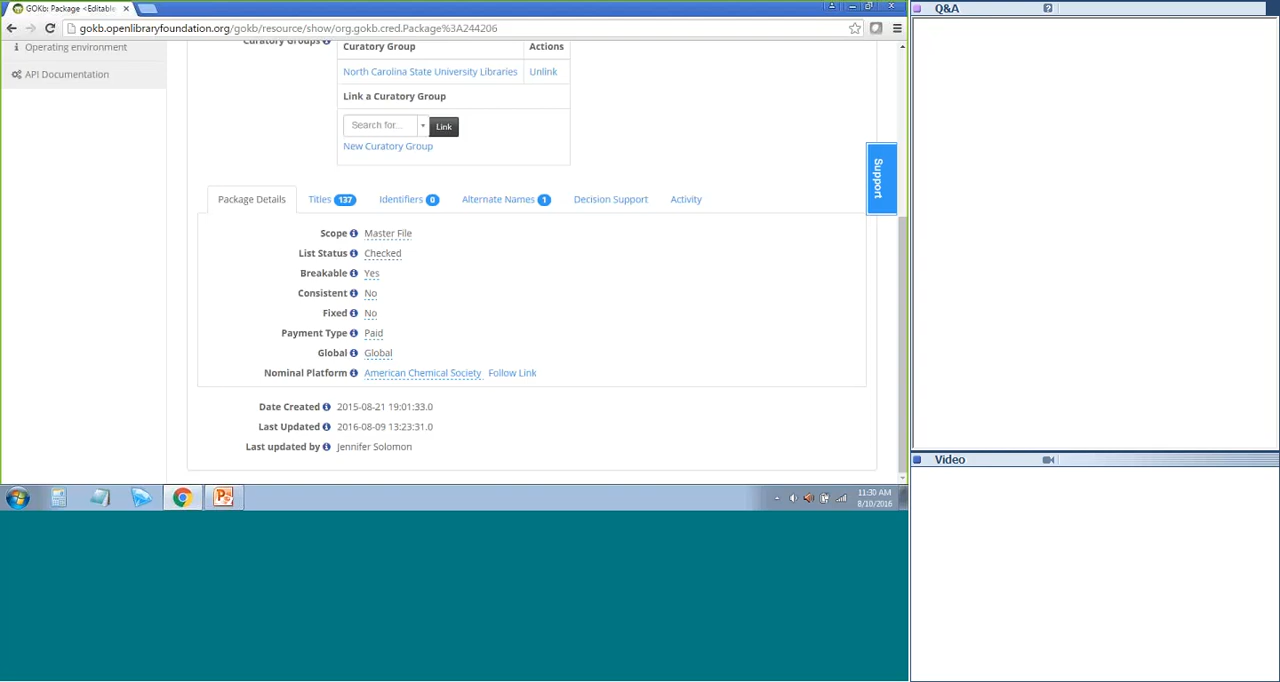 GOKb: Package <Editable
gokb.openlibraryfoundation.org/gokb/resource/show/org.gokb.cred.Package%3A244206
Operating environment
API Documentation
Curatory Groups
Curatory Group Actions
North Carolina State University Libraries Unlink
Link a Curatory Group
Search for... Link
New Curatory Group
Support
Package Details Titles 137 Identifiers 0 Alternate Names 1 Decision Support Activity
Scope Master File
List Status Checked
Breakable Yes
Consistent No
Fixed No
Payment Type Paid
Global Global
Nominal Platform American Chemical Society Follow Link
Date Created 2015-08-21 19:01:33.0
Last Updated 2016-08-09 13:23:31.0
Last updated by Jennifer Solomon
11:30 AM
8/10/2016
Q&A
Video